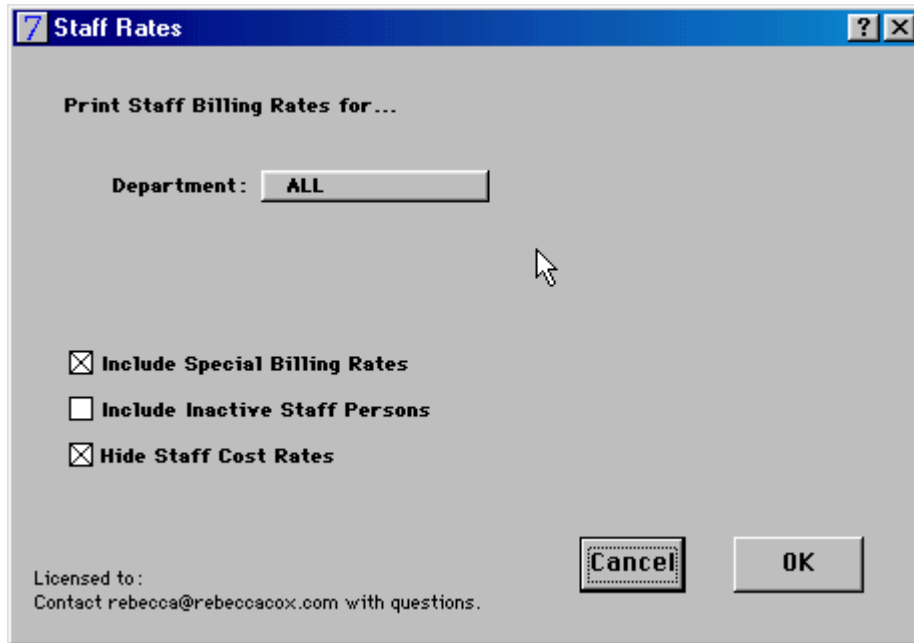 7 Staff Rates ? X
Print Staff Billing Rates for...
Department: ALL
Include Special Billing Rates
Include Inactive Staff Persons
Hide Staff Cost Rates
Cancel OK
Licensed to:
Contact rebecca@rebeccacox.com with questions.